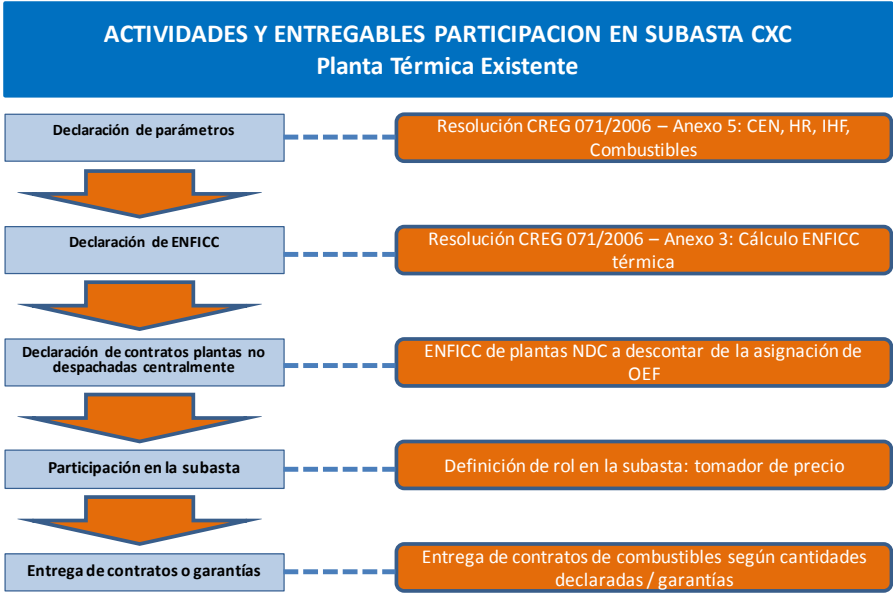 ACTIVIDADES Y ENTREGABLES PARTICIPACION EN SUBASTA CXC
Planta Térmica Existente
Declaración de parámetros
Resolución CREG 071/2006 – Anexo 5: CEN, HR, IHF,
Combustibles
Declaración de ENFICC
Resolución CREG 071/2006 – Anexo 3: Cálculo ENFICC
térmica
Declaración de contratos plantas no
despachadas centralmente
ENFICC de plantas NDC a descontar de la asignación de
OEF
Participación en la subasta
Definición de rol en la subasta: tomador de precio
Entrega de contratos o garantías
Entrega de contratos de combustibles según cantidades
declaradas / garantías